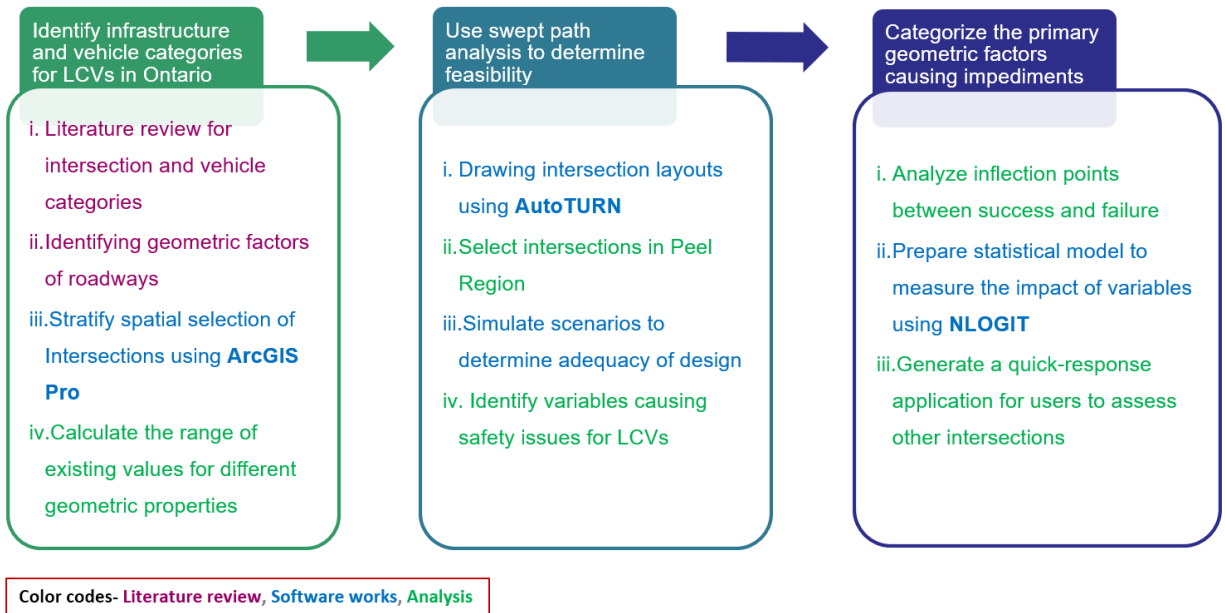 Identify infrastructure
and vehicle categories
for LCVs in Ontario
i. Literature review for
intersection and vehicle
categories
ii.Identifying geometric factors
of roadways
iii.Stratify spatial selection of
Intersections using ArcGIS
Pro
iv.Calculate the range of
existing values for different
geometric properties
Use swept path
analysis to determine
feasibility
i. Drawing intersection layouts
using AutoTURN
ii.Select intersections in Peel
Region
iii.Simulate scenarios to
determine adequacy of design
iv. Identify variables causing
safety issues for LCVs
Categorize the primary
geometric factors
causing impediments
i. Analyze inflection points
between success and failure
ii.Prepare statistical model to
measure the impact of variables
using NLOGIT
iii.Generate a quick-response
application for users to assess
other intersections
Color codes- Literature review, Software works, Analysis